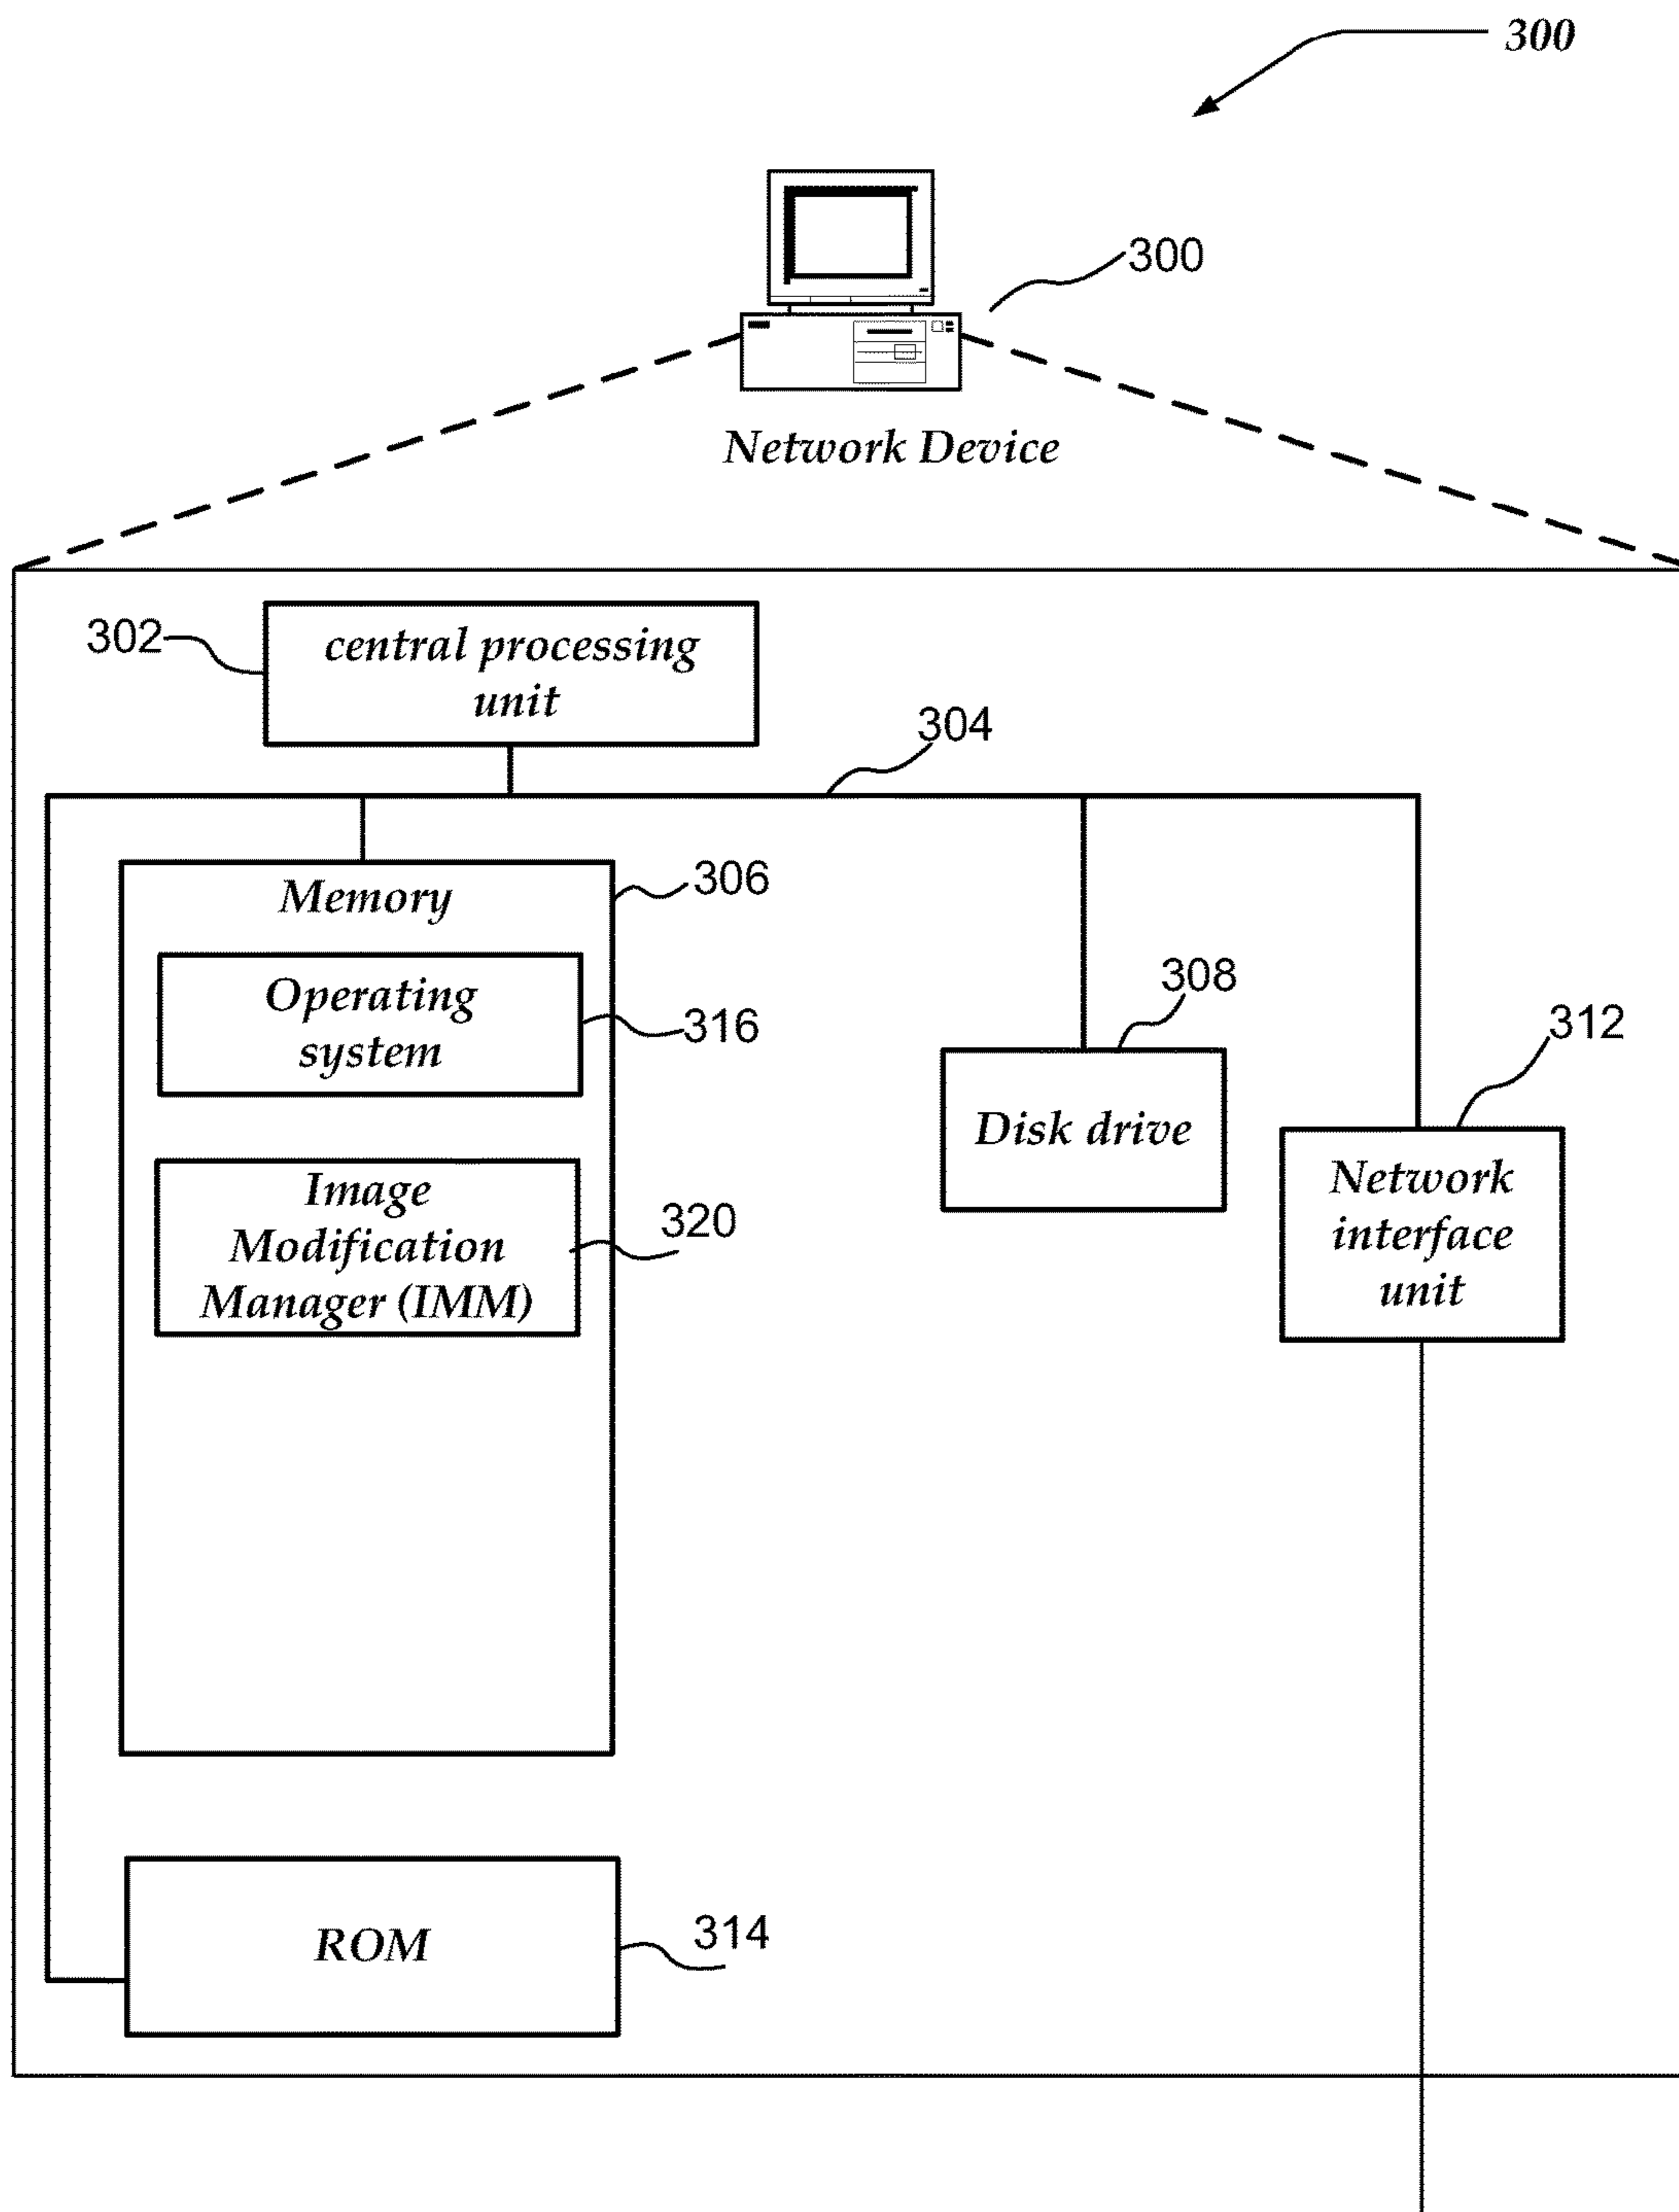 300
300
Network Device
302
central processing
unit
304
Memory
306
Operating
system
316
308
Disk drive
312
Network
interface
unit
Image
Modification
Manager (IMM)
320
ROM
314